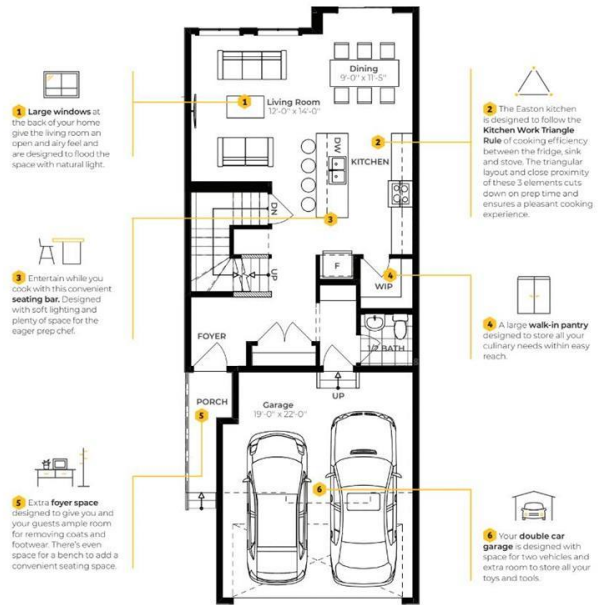 1 Large windows at
the back of your home
give the living room an
open and airy feel and
are designed to flood the
space with natural light.
3 Entertain while you
cook with this convenient
seating bar. Designed
with soft lighting and
plenty of space for the
eager prep chef.
5 Extra foyer space
designed to give you and
your guests ample room
for removing coats and
footwear. There's even
space for a bench to add a
convenient seating space.
Dining
9'-0" x 11'-5"
1
Living Room
12'-0" x 14'-0"
2
KITCHEN
DW
3
DN
UP
F
4
WIP
FOYER
1/2 BATH
UP
PORCH
5
Garage
19'-0" x 22'-0"
6
2 The Easton kitchen
is designed to follow the
Kitchen Work Triangle
Rule of cooking efficiency
between the fridge, sink
and stove. The triangular
layout and close proximity
of these 3 elements cuts
down on prep time and
ensures a pleasant cooking
experience.
4 A large walk-in pantry
designed to store all your
culinary needs within easy
reach.
6 Your double car
garage is designed with
space for two vehicles and
extra room to store all your
toys and tools.